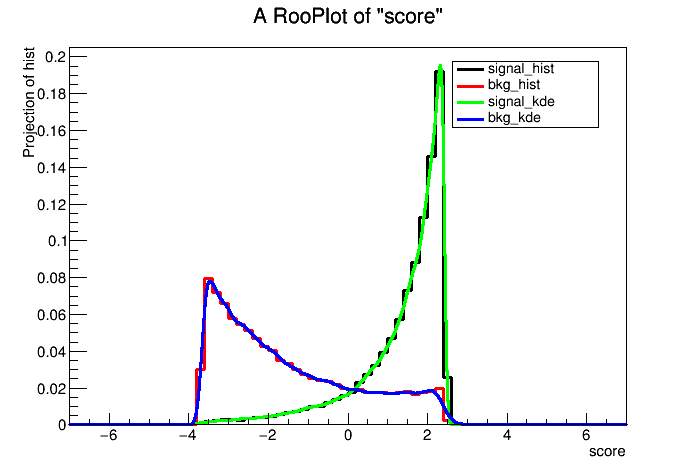 A RooPlot of "score"
Projection of hist
0.2
0.18
0.16
0.14
0.12
0.1
0.08
0.06
0.04
0.02
0
signal_hist
bkg_hist
signal_kde
bkg_kde
−6 −4 −2 0 2 4 6
score